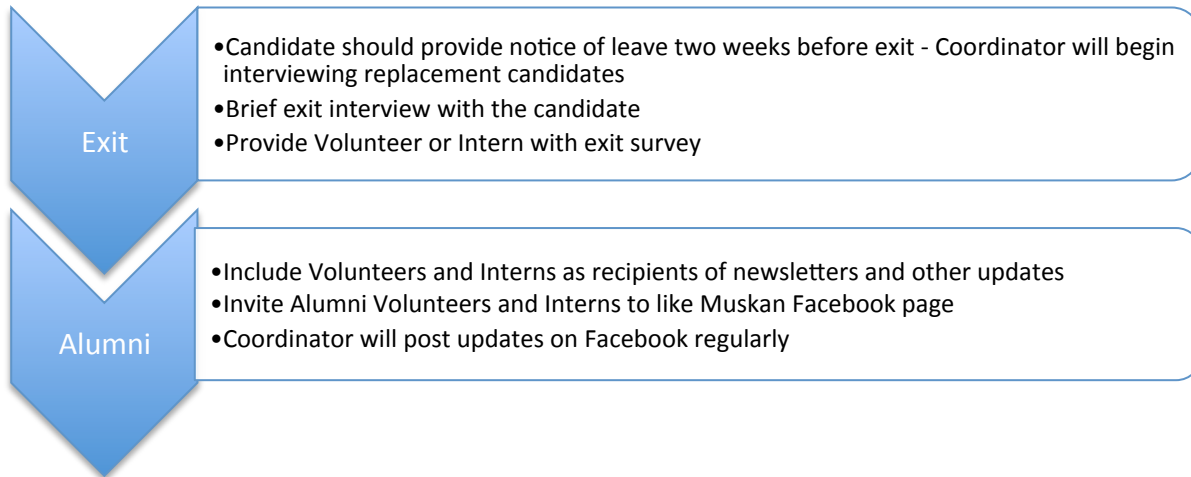 Exit
•Candidate should provide notice of leave two weeks before exit - Coordinator will begin
interviewing replacement candidates
•Brief exit interview with the candidate
•Provide Volunteer or Intern with exit survey
Alumni
•Include Volunteers and Interns as recipients of newsletters and other updates
•Invite Alumni Volunteers and Interns to like Muskan Facebook page
•Coordinator will post updates on Facebook regularly